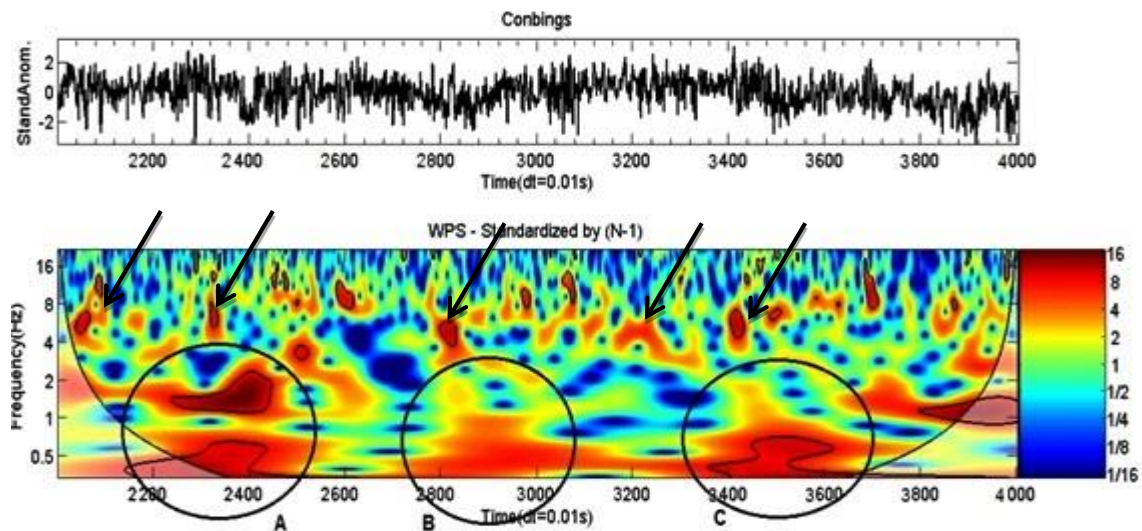 Conbings
StandAnom.
2
0
-2
2200 2400 2600 2800 3000 3200 3400 3600 3800 4000
Time(dt=0.01s)
WPS - Standardized by (N-1)
Frequency(Hz)
16
8
4
2
1
0.5
16
8
4
2
1
1/2
1/4
1/8
1/16
2200 2400 2600 2800 3000 3200 3400 3600 3800 4000
Time(dt=0.01s)
A B C